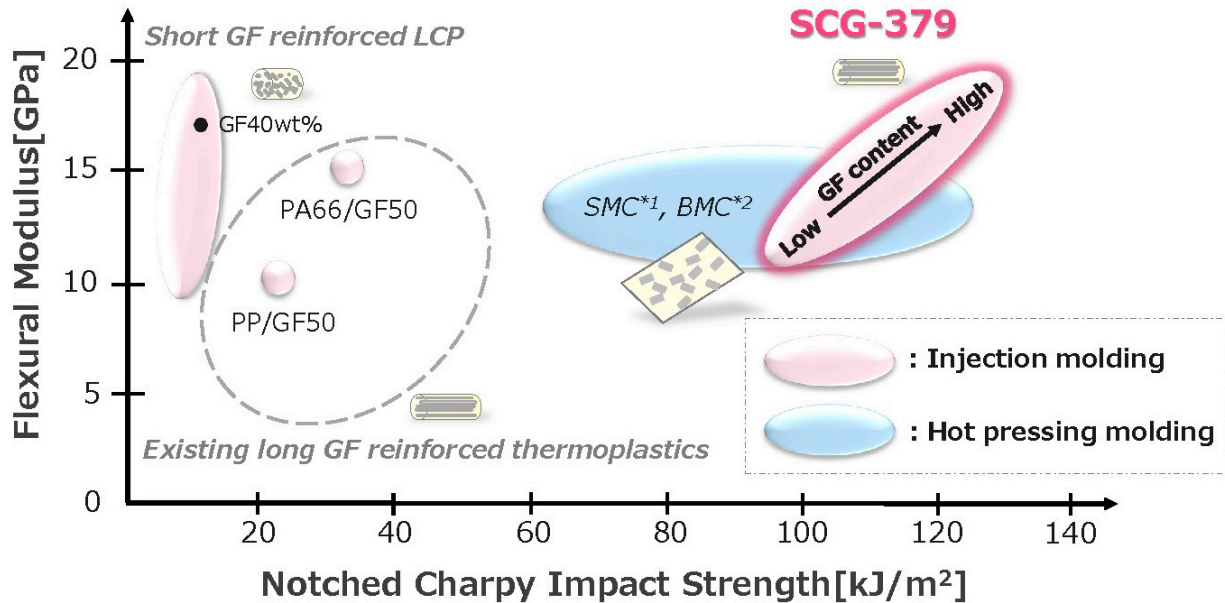 SCG-379
Short GF reinforced LCP
Flexural Modulus[GPa]
20
15
10
5
0
GF40wt%
PA66/GF50
PP/GF50
SMC*1, BMC*2
Low
GF content
High
: Injection molding
: Hot pressing molding
Existing long GF reinforced thermoplastics
20
40
60
80
100
120
140
Notched Charpy Impact Strength[kJ/m²]